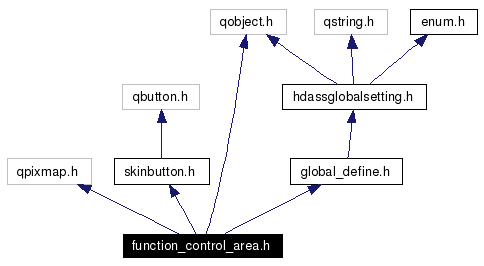 qobject.h
qstring.h
enum.h
qbutton.h
hdassglobalsetting.h
qpixmap.h
skinbutton.h
global_define.h
function_control_area.h